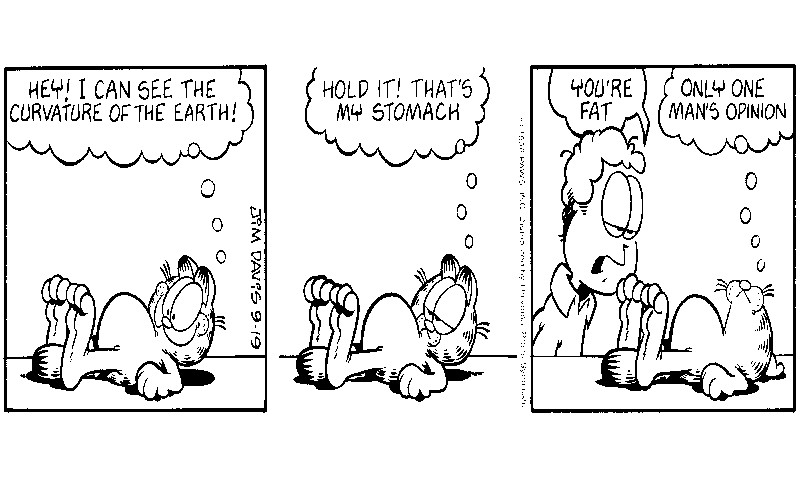 HEY! I CAN SEE THE
CURVATURE OF THE EARTH!
JIM DAVIS 9-19
HOLD IT! THAT'S
MY STOMACH
YOU'RE
FAT
ONLY ONE
MAN'S OPINION